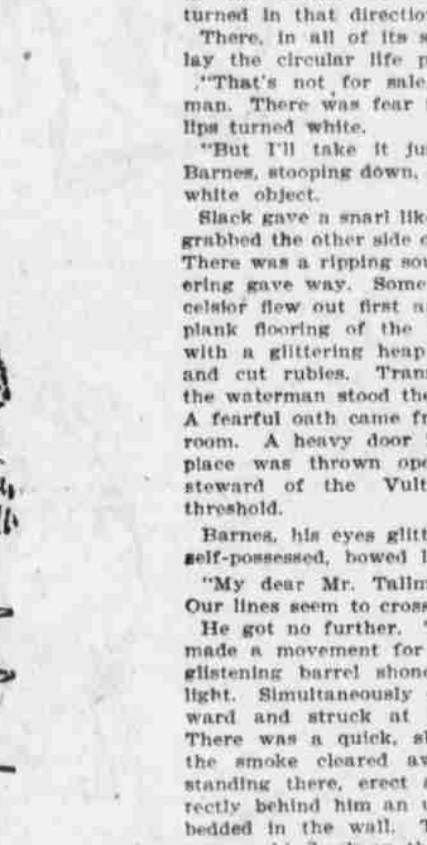 turned in that directio
There, in all of its s
lay the circular life p
"That's not for sale
man. There was fear
lips turned white.
"But I'll take it ju
Barnes, stooping down,
white object.
Slack gave a snarl lik
grabbed the other side o
There was a ripping sou
ering gave way. Some
celsior flew out first a
plank flooring of the
with a glittering heap
and cut rubies. Tran
the waterman stood the
A fearful oath came fr
room. A heavy door
place was thrown ope
steward of the Vult
threshold.
Barnes, his eyes glitt
self-possessed, bowed l
"My dear Mr. Tallm
Our lines seem to cross
He got no further.
made a movement for
glistening barrel shone
light. Simultaneously
ward and struck at
There was a quick, s
the smoke cleared av
standing there, erect a
rectly behind him an u
bedded in the wall. T